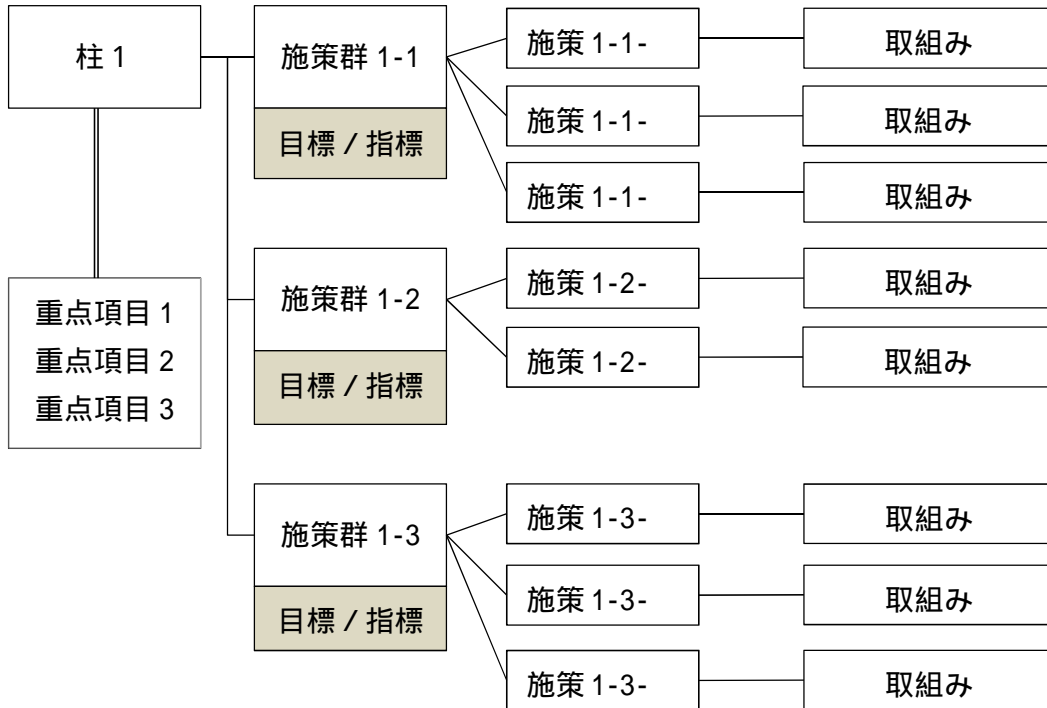 柱 1
重点項目 1
重点項目 2
重点項目 3
施策群 1-1
目標 / 指標
施策 1-1-
取組み
施策 1-1-
取組み
施策 1-1-
取組み
施策群 1-2
目標 / 指標
施策 1-2-
取組み
施策 1-2-
取組み
施策群 1-3
目標 / 指標
施策 1-3-
取組み
施策 1-3-
取組み
施策 1-3-
取組み